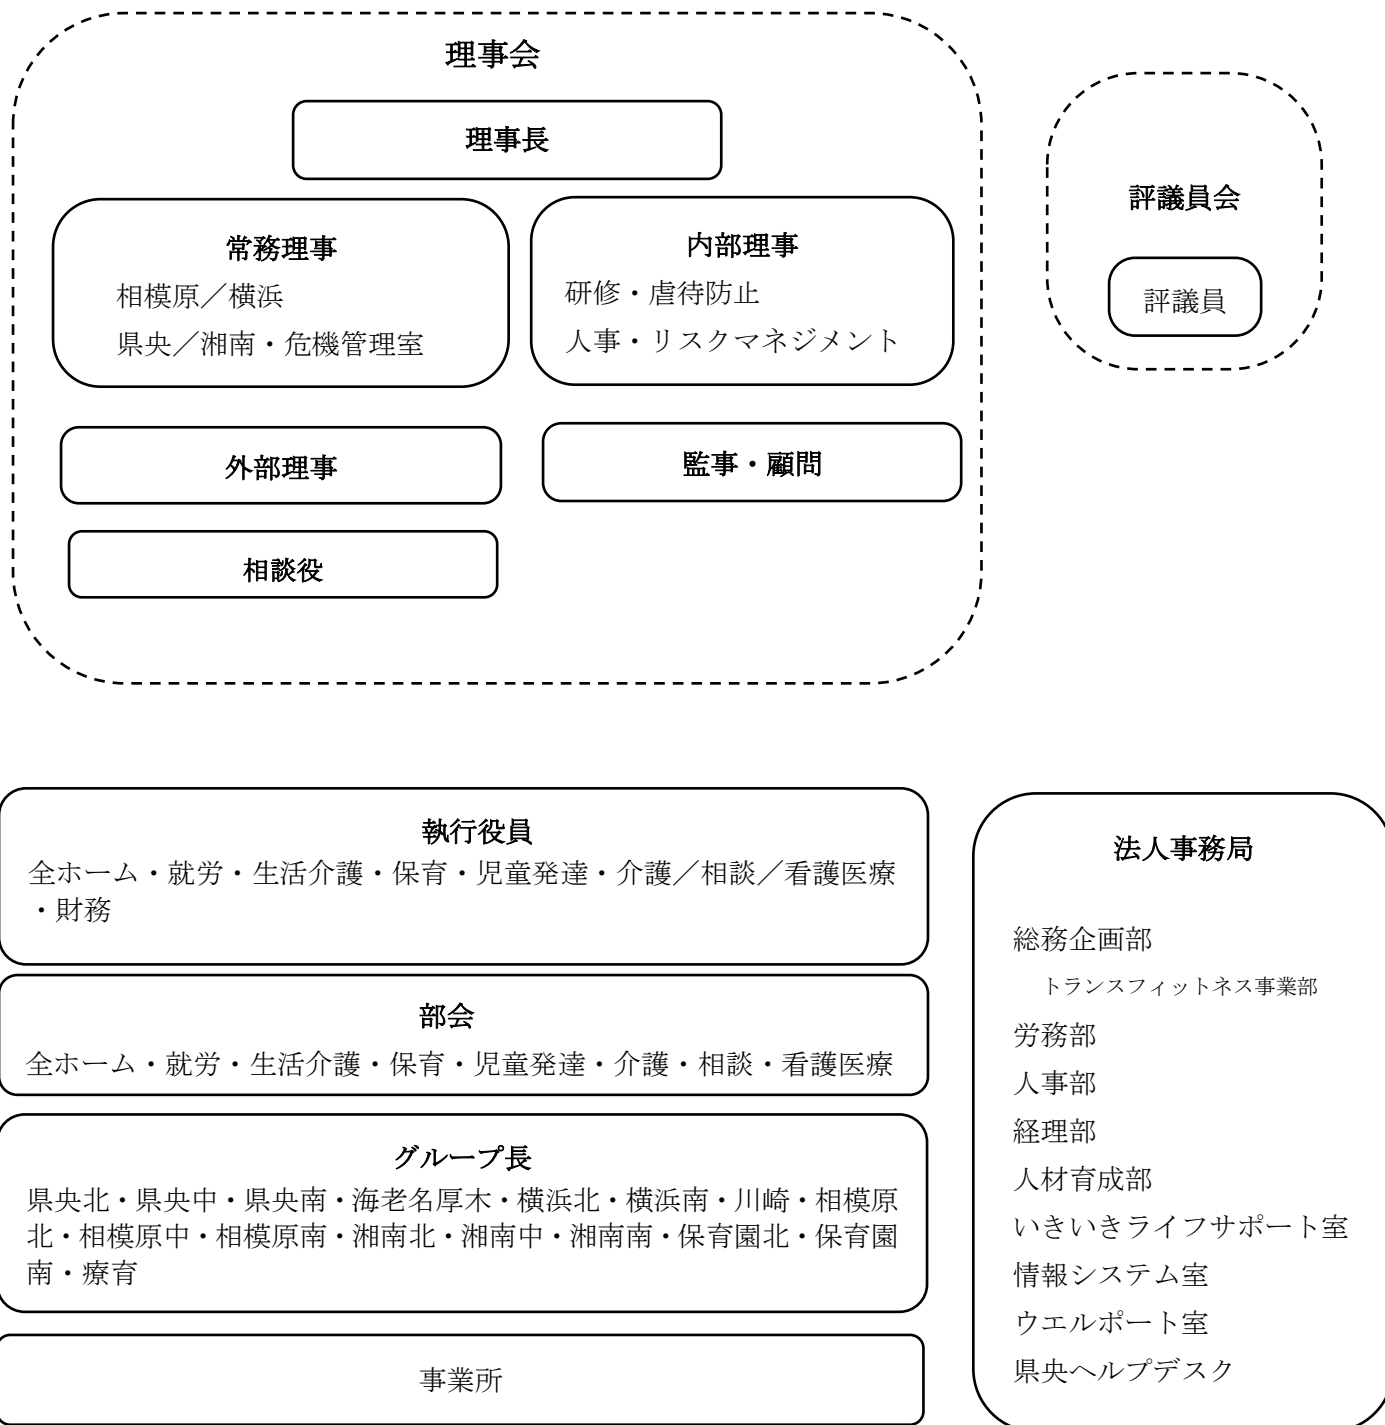 理事会
理事長
常務理事
相模原／横浜
県央／湘南・危機管理室
内部理事
研修・虐待防止
人事・リスクマネジメント
外部理事
監事・顧問
相談役
評議員会
評議員
執行役員
全ホーム・就労・生活介護・保育・児童発達・介護／相談／看護医療
・財務
部会
全ホーム・就労・生活介護・保育・児童発達・介護・相談・看護医療
グループ長
県央北・県央中・県央南・海老名厚木・横浜北・横浜南・川崎・相模原
北・相模原中・相模原南・湘南北・湘南中・湘南南・保育園北・保育園
南・療育
事業所
法人事務局
総務企画部
トランスフィットネス事業部
労務部
人事部
経理部
人材育成部
いきいきライフサポート室
情報システム室
ウエルポート室
県央ヘルプデスク